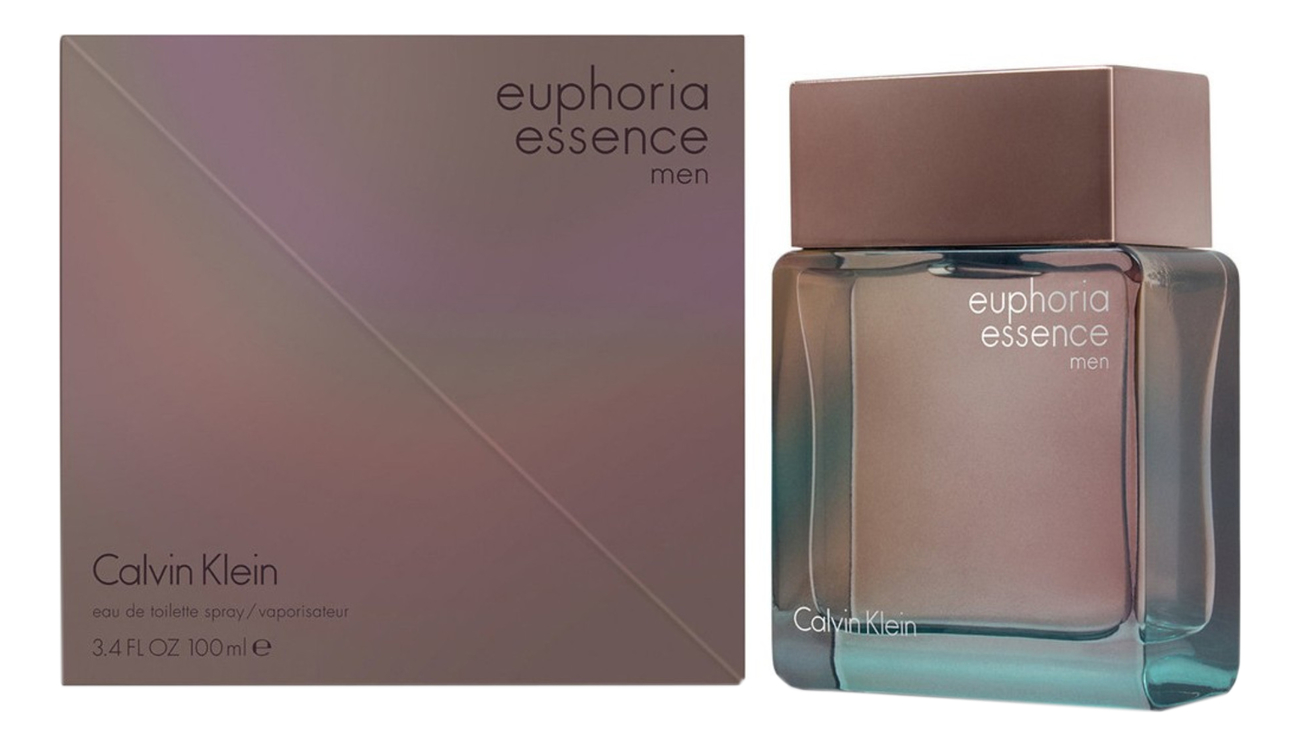 euphoria
essence
men
Calvin Klein
eau de toilette spray/vaporisateur
3.4 FL OZ 100 ml ℮
euphoria
essence
men
Calvin Klein